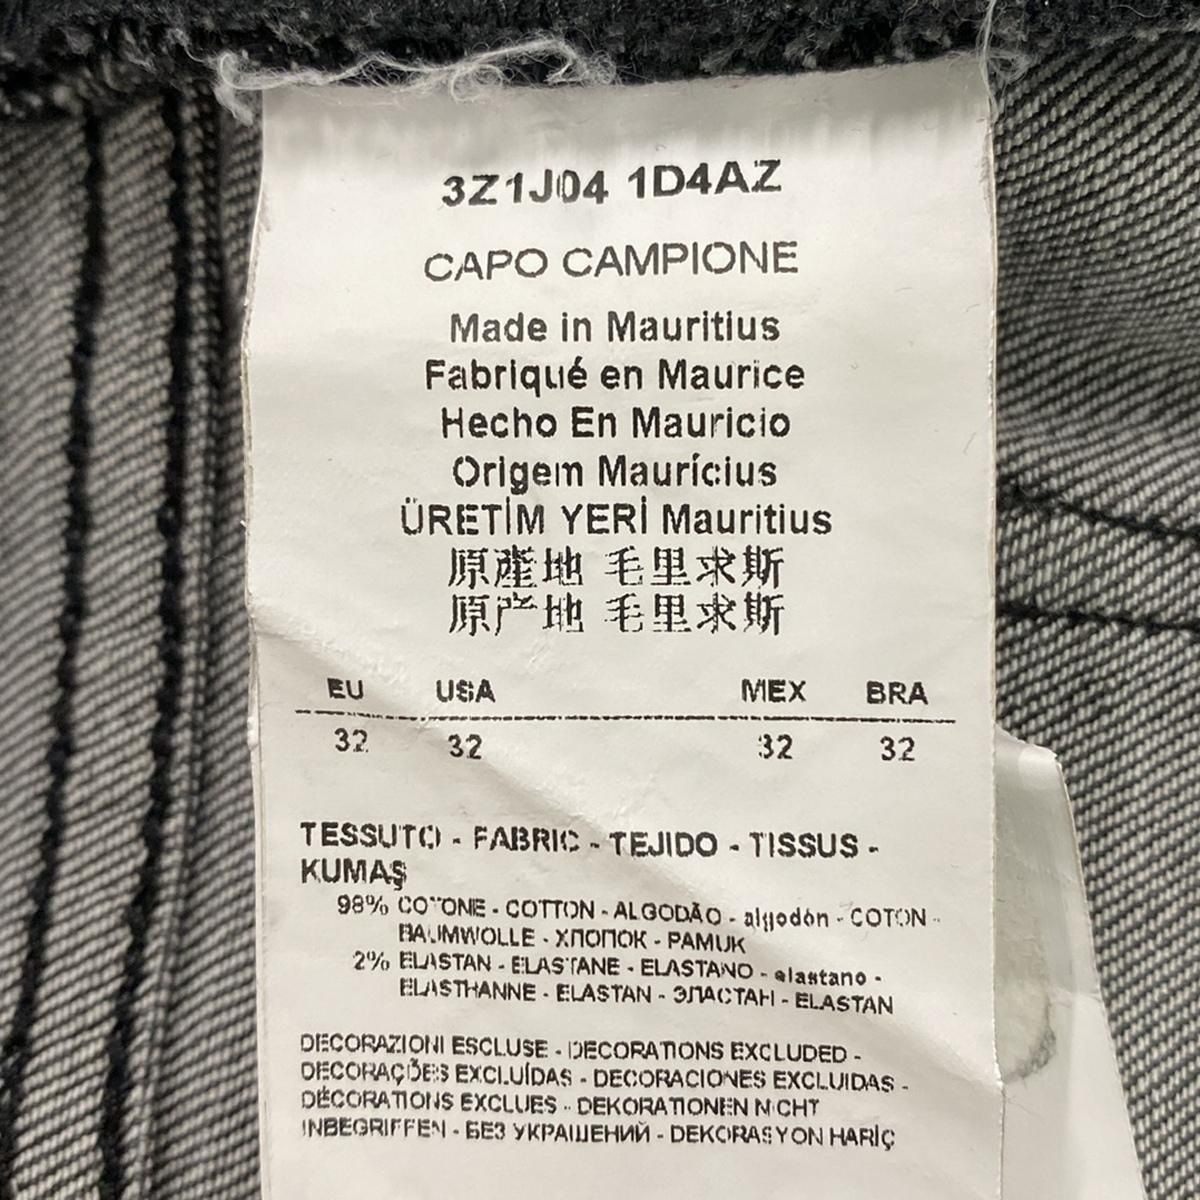 3Z1J04 1D4AZ
CAPO CAMPIONE
Made in Mauritius
Fabriqué en Maurice
Hecho En Mauricio
Origem Maurícius
ÜRETİM YERİ Mauritius
原產地 毛里求斯
原产地 毛里求斯
EU USA MEX BRA
32 32 32 32
TESSUTO - FABRIC - TEJIDO - TISSUS -
KUMAŞ
98% COTONE - COTTON - ALGODÃO - algodón - COTON -
BAUMWOLLE - ХЛОПОК - PAMUK
2% ELASTAN - ELASTANE - ELASTANO - elastano -
ELASTHANNE - ELASTAN - ЭЛАСТАН - ELASTAN
DECORAZIONI ESCLUSE - DECORATIONS EXCLUDED -
DECORAÇÕES EXCLUÍDAS - DECORACIONES EXCLUIDAS -
DÉCORATIONS EXCLUES - DEKORATIONEN NICHT
INBEGRIFFEN - БЕЗ УКРАШЕНИЙ - DEKORASYON HARİÇ